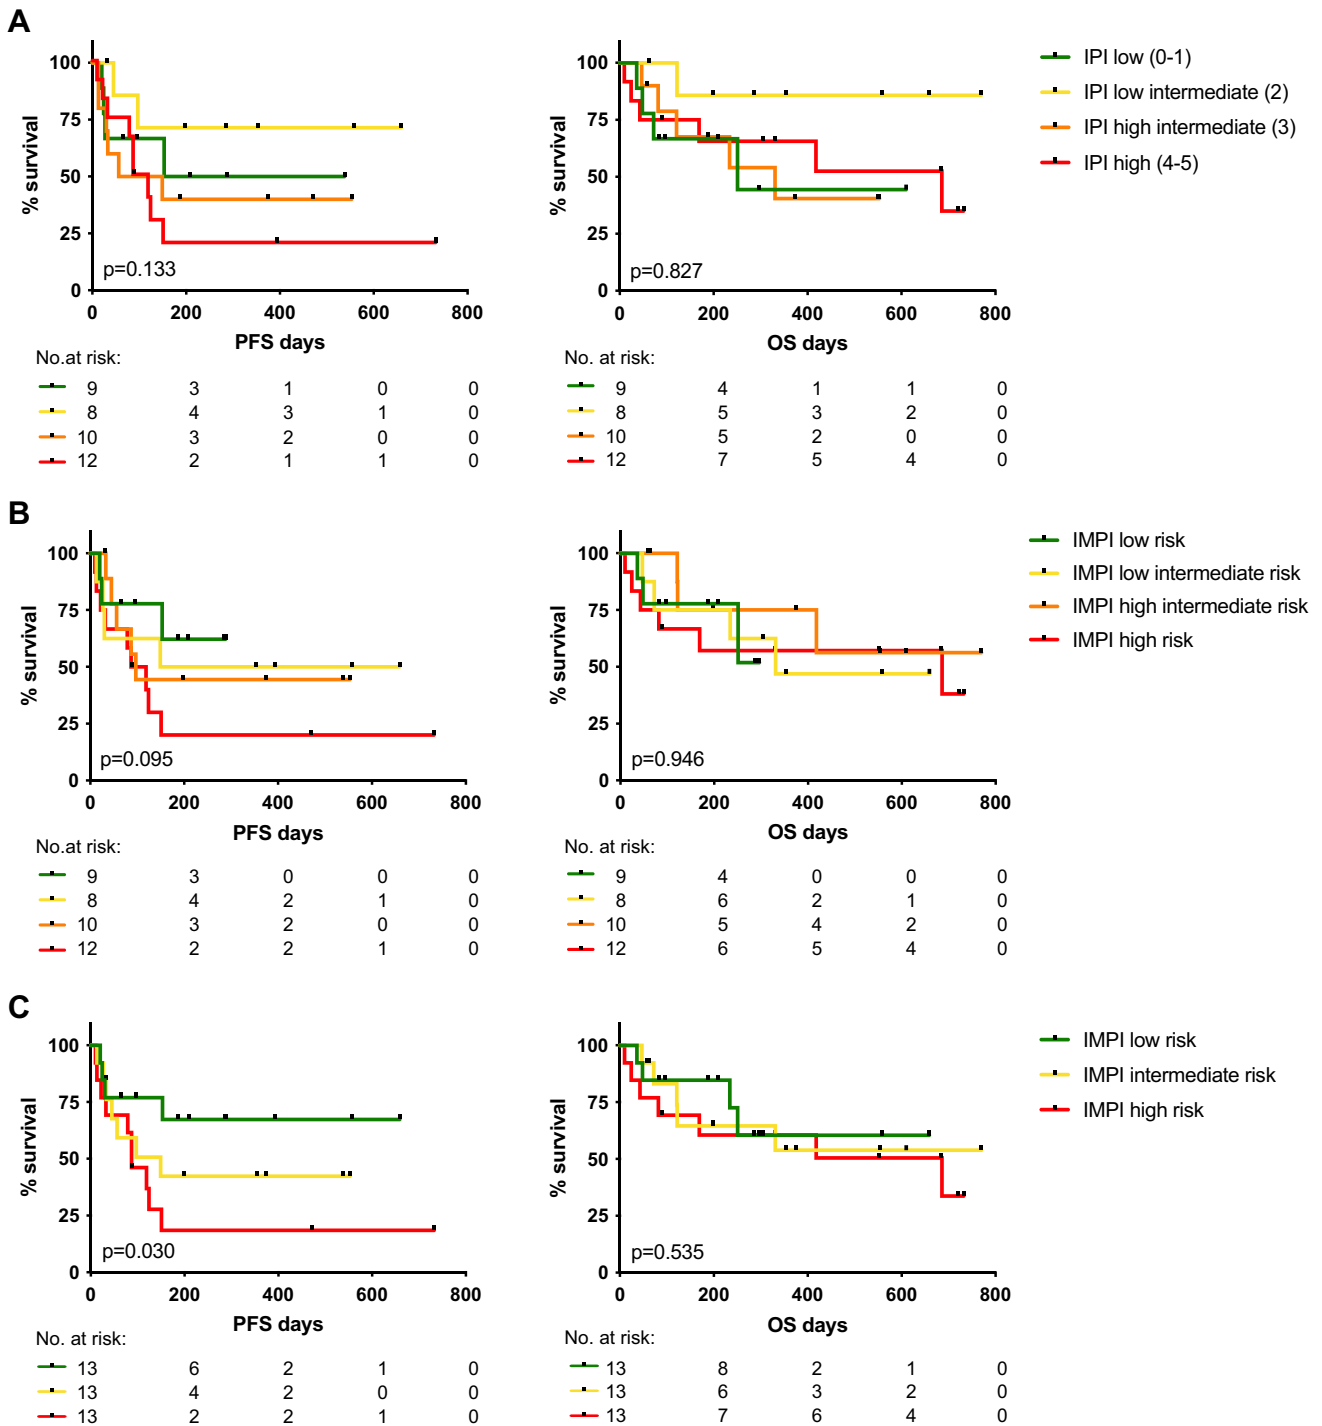 A
% survival
100
75
50
25
0
p=0.133
0 200 400 600 800
PFS days
No.at risk:
9 3 1 0 0
8 4 3 1 0
10 3 2 0 0
12 2 1 1 0
% survival
100
75
50
25
0
p=0.827
0 200 400 600 800
OS days
No. at risk:
9 4 1 1 0
8 5 3 2 0
10 5 2 0 0
12 7 5 4 0
IPI low (0-1)
IPI low intermediate (2)
IPI high intermediate (3)
IPI high (4-5)
B
% survival
100
75
50
25
0
p=0.095
0 200 400 600 800
PFS days
No.at risk:
9 3 0 0 0
8 4 2 1 0
10 3 2 0 0
12 2 2 1 0
% survival
100
75
50
25
0
p=0.946
0 200 400 600 800
OS days
No. at risk:
9 4 0 0 0
8 6 2 1 0
10 5 4 2 0
12 6 5 4 0
IMPI low risk
IMPI low intermediate risk
IMPI high intermediate risk
IMPI high risk
C
% survival
100
75
50
25
0
p=0.030
0 200 400 600 800
PFS days
No. at risk:
13 6 2 1 0
13 4 2 0 0
13 2 2 1 0
% survival
100
75
50
25
0
p=0.535
0 200 400 600 800
OS days
No. at risk:
13 8 2 1 0
13 6 3 2 0
13 7 6 4 0
IMPI low risk
IMPI intermediate risk
IMPI high risk